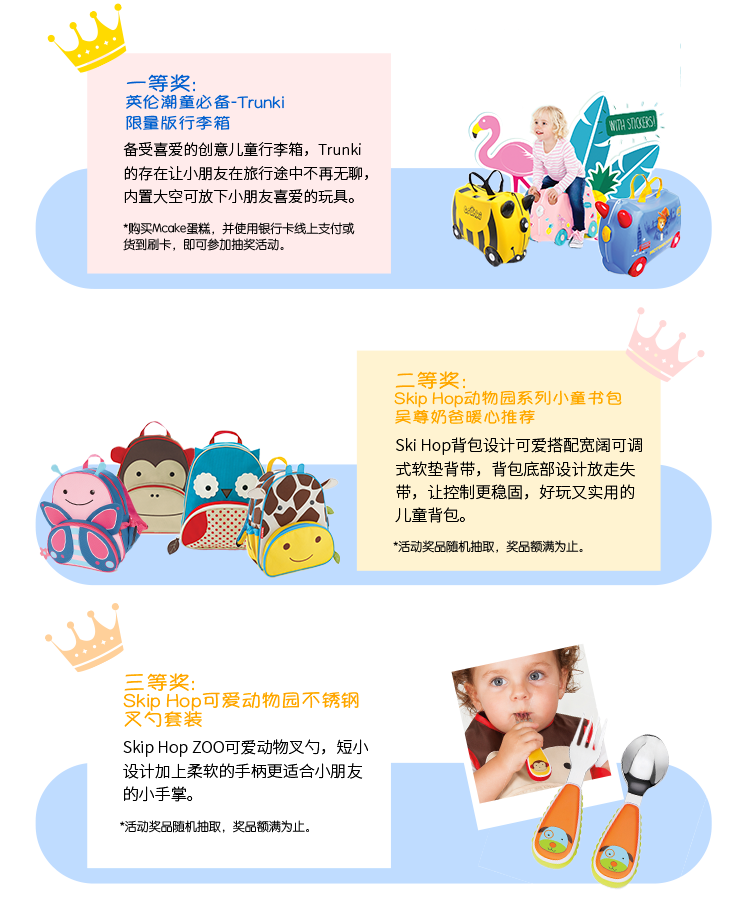 一等奖:
英伦潮童必备-Trunki
限量版行李箱
备受喜爱的创意儿童行李箱，Trunki
的存在让小朋友在旅行途中不再无聊，
内置大空可放下小朋友喜爱的玩具。
*购买Mcake蛋糕，并使用银行卡线上支付或
货到刷卡，即可参加抽奖活动。
WITH STICKERS!
二等奖:
Skip Hop动物园系列小童书包
吴尊奶爸暖心推荐
Ski Hop背包设计可爱搭配宽阔可调
式软垫背带，背包底部设计放走失
带，让控制更稳固，好玩又实用的
儿童背包。
*活动奖品随机抽取，奖品额满为止。
三等奖:
Skip Hop可爱动物园不锈钢
叉勺套装
Skip Hop ZOO可爱动物叉勺，短小
设计加上柔软的手柄更适合小朋友
的小手掌。
*活动奖品随机抽取，奖品额满为止。